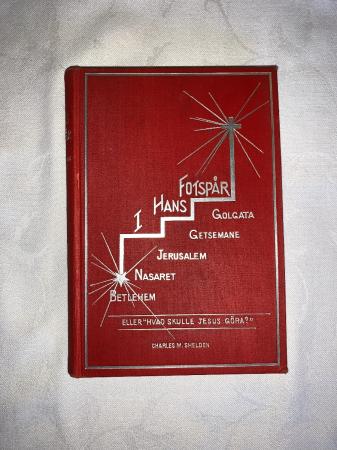 I HANS FOTSPÅR
GOLGATA
GETSEMANE
JERUSALEM
NASARET
BETLEHEM
ELLER "HVAD SKULLE JESUS GÖRA?"
CHARLES M. SHELDON